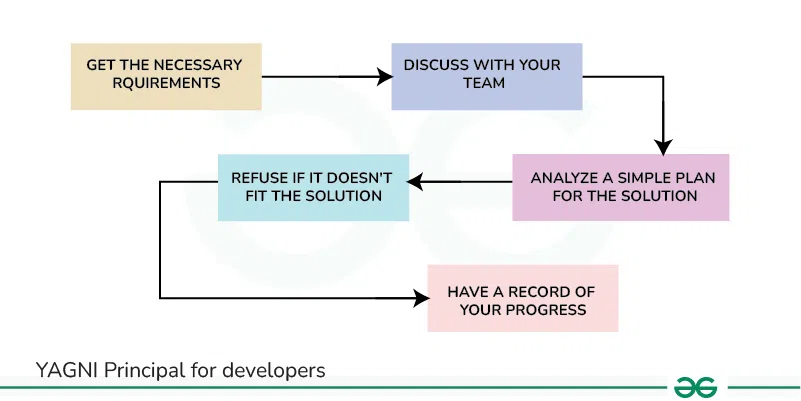 GET THE NECESSARY
RQUIREMENTS
DISCUSS WITH YOUR
TEAM
ANALYZE A SIMPLE PLAN
FOR THE SOLUTION
REFUSE IF IT DOESN'T
FIT THE SOLUTION
HAVE A RECORD OF
YOUR PROGRESS
YAGNI Principal for developers